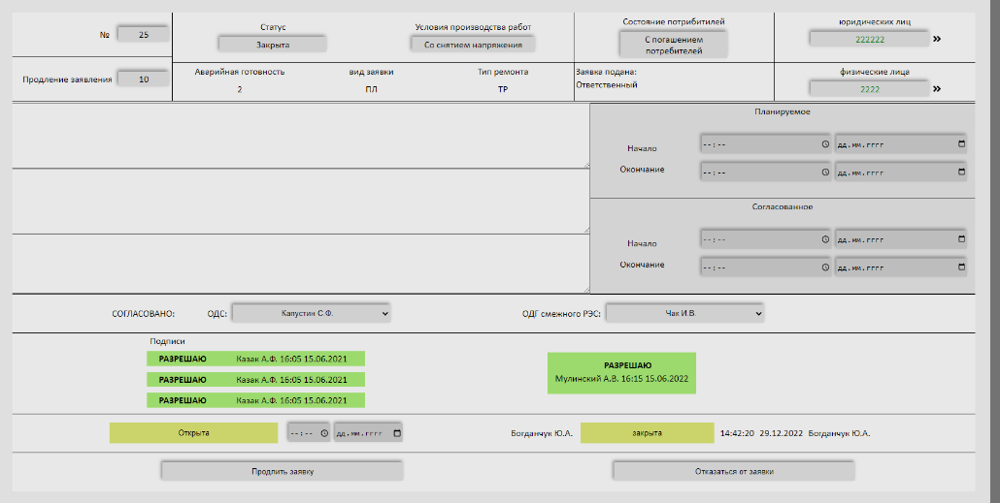 № 25
Статус
Закрыта
Условия производства работ
Со снятием напряжения
Состояние потрибитилей
С погашением
потребителей
юридических лиц
222222
Продление заявления 10
Аварийная готовность
2
вид заявки
ПЛ
Тип ремонта
ТР
Заявка подана:
Ответственный
физические лица
2222
Планируемое
Начало --:-- дд.мм.гггг
Окончание --:-- дд.мм.гггг
Согласованное
Начало --:-- дд.мм.гггг
Окончание --:-- дд.мм.гггг
СОГЛАСОВАНО: ОДС: Капустин С.Ф. ОДГ смежного РЭС: Чак И.В.
Подписи
РАЗРЕШАЮ Казак А.Ф. 16:05 15.06.2021
РАЗРЕШАЮ Казак А.Ф. 16:05 15.06.2021
РАЗРЕШАЮ Казак А.Ф. 16:05 15.06.2021
РАЗРЕШАЮ
Мулинский А.В. 16:15 15.06.2022
Открыта --:-- дд.мм.гггг Богданчук Ю.А. закрыта 14:42:20 29.12.2022 Богданчук Ю.А.
Продлить заявку Отказаться от заявки